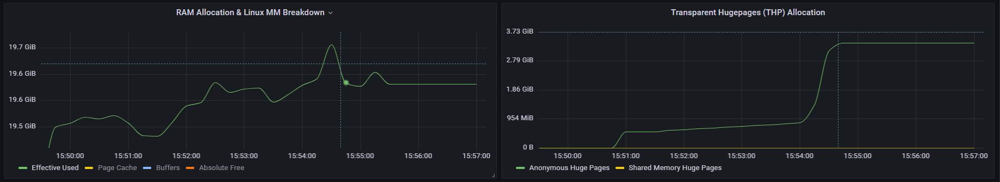 RAM Allocation & Linux MM Breakdown
19.7 GiB
19.6 GiB
19.6 GiB
19.5 GiB
15:50:00 15:51:00 15:52:00 15:53:00 15:54:00 15:55:00 15:56:00 15:57:00
Effective Used Page Cache Buffers Absolute Free
Transparent Hugepages (THP) Allocation
3.73 GiB
2.79 GiB
1.86 GiB
954 MiB
0 B
15:50:00 15:51:00 15:52:00 15:53:00 15:54:00 15:55:00 15:56:00 15:57:00
Anonymous Huge Pages Shared Memory Huge Pages